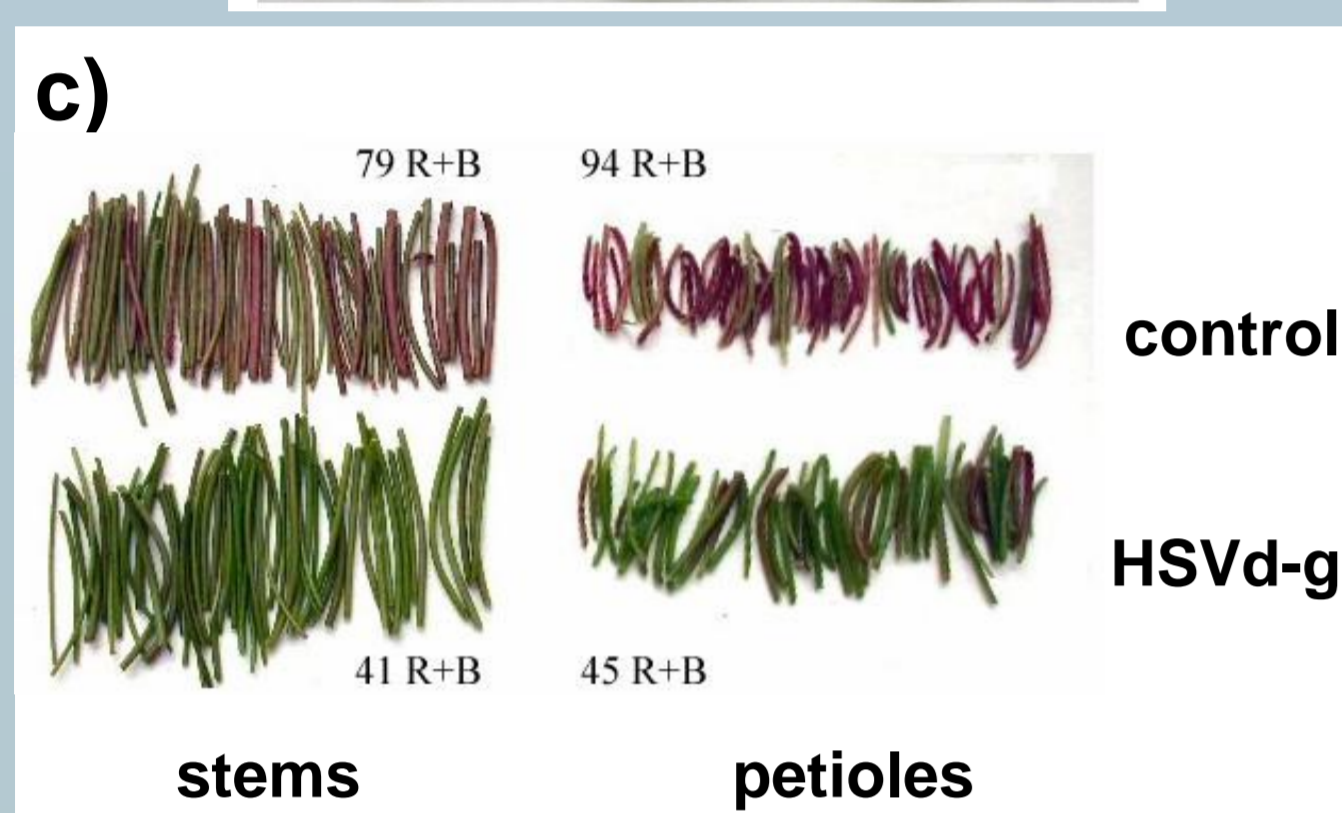 c)
79 R+B
94 R+B
control
HSVd-g
41 R+B
45 R+B
stems
petioles